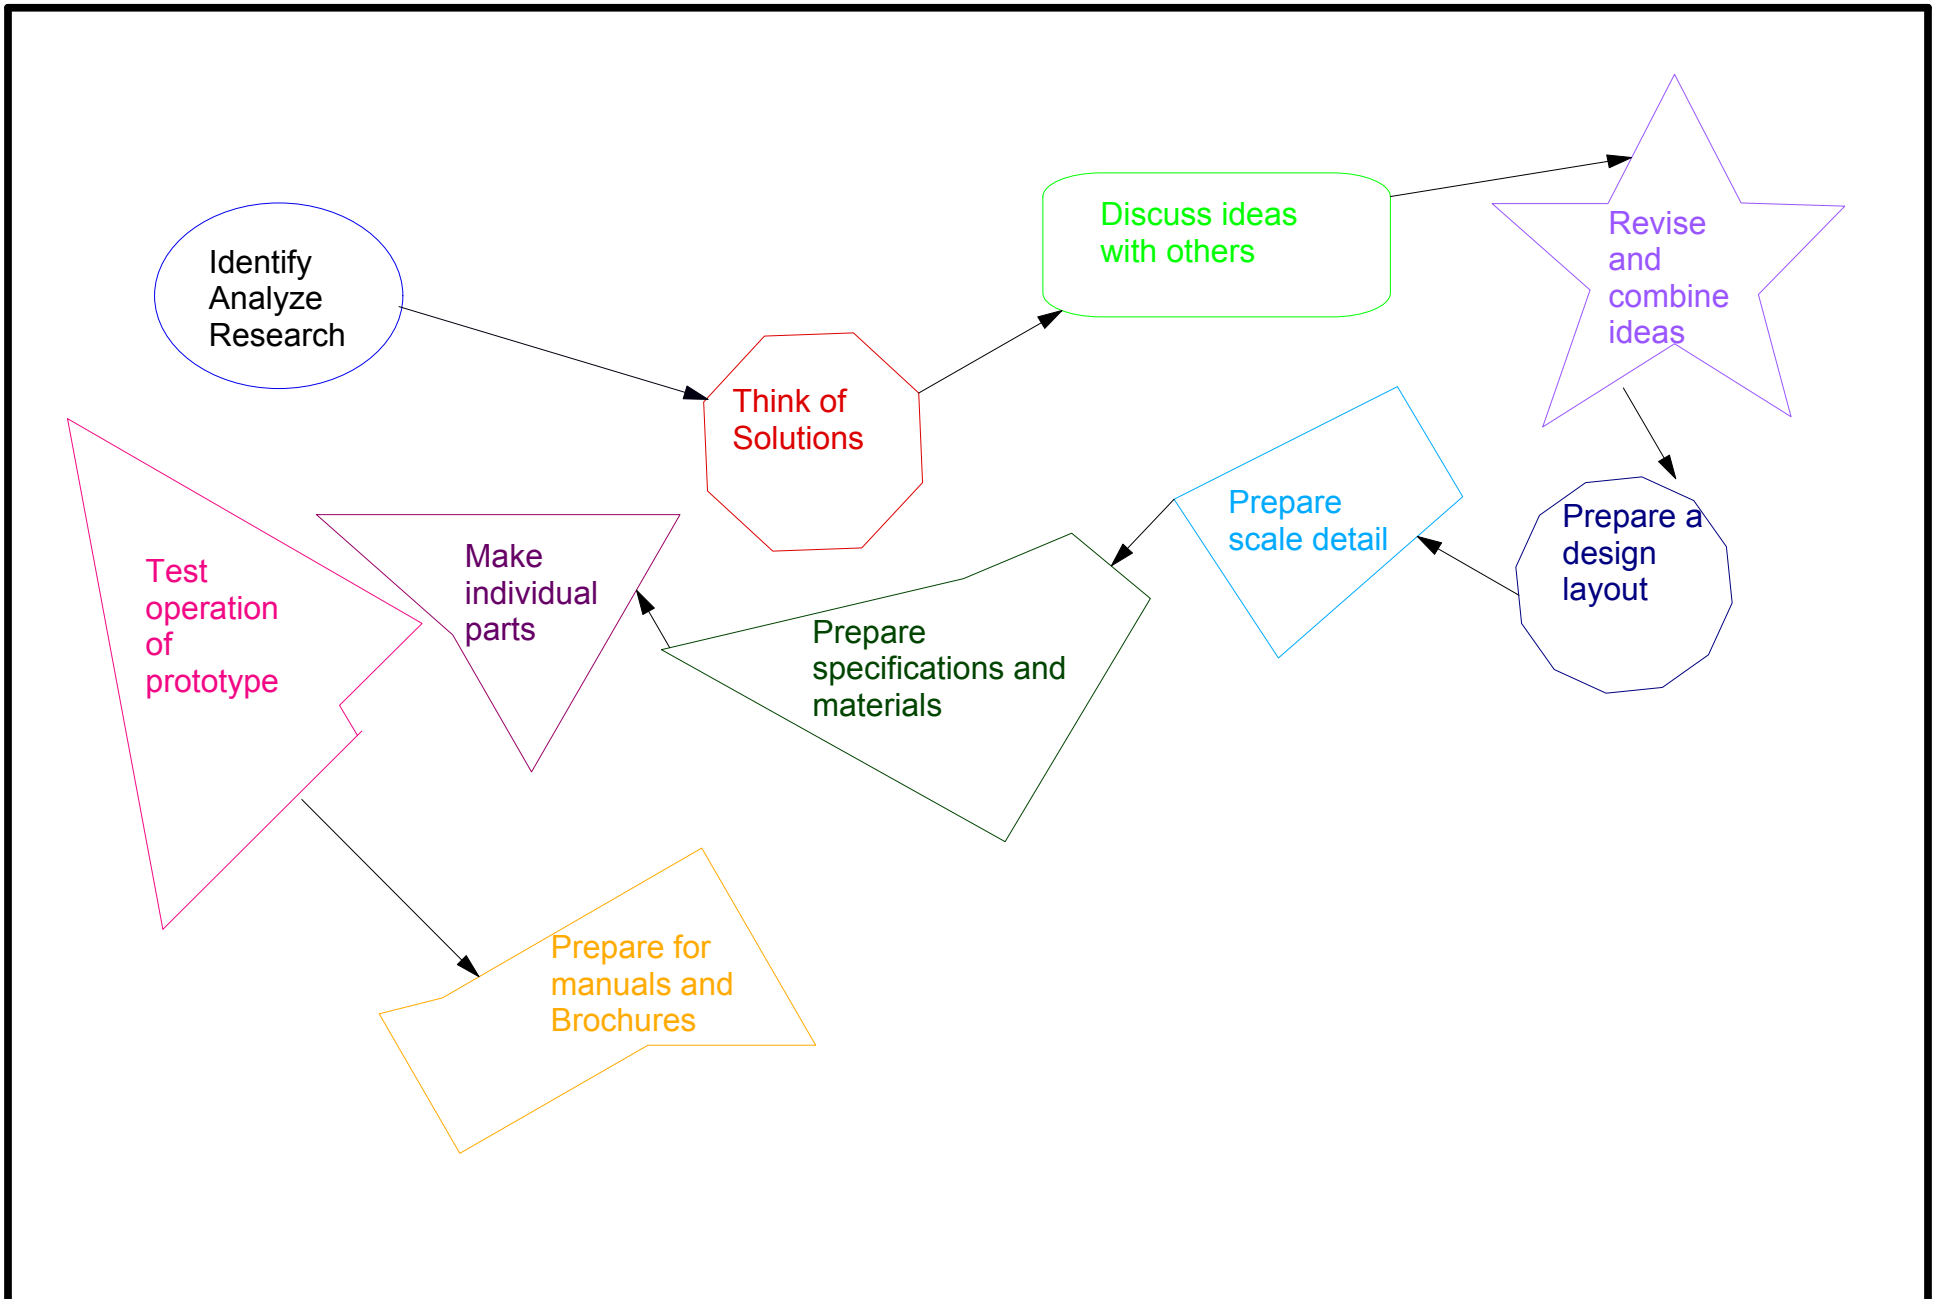 Identify
Analyze
Research
Think of
Solutions
Discuss ideas
with others
Revise
and
combine
ideas
Prepare a
design
layout
Prepare
scale detail
Prepare
specifications and
materials
Make
individual
parts
Test
operation
of
prototype
Prepare for
manuals and
Brochures